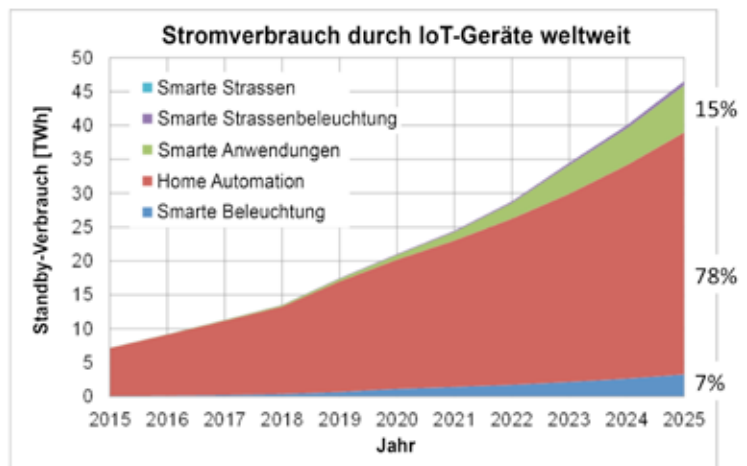 Stromverbrauch durch IoT-Geräte weltweit
Standby-Verbrauch [TWh]
50
45
40
35
30
25
20
15
10
5
0
Smarte Strassen
Smarte Strassenbeleuchtung
Smarte Anwendungen
Home Automation
Smarte Beleuchtung
15%
78%
7%
2015 2016 2017 2018 2019 2020 2021 2022 2023 2024 2025
Jahr